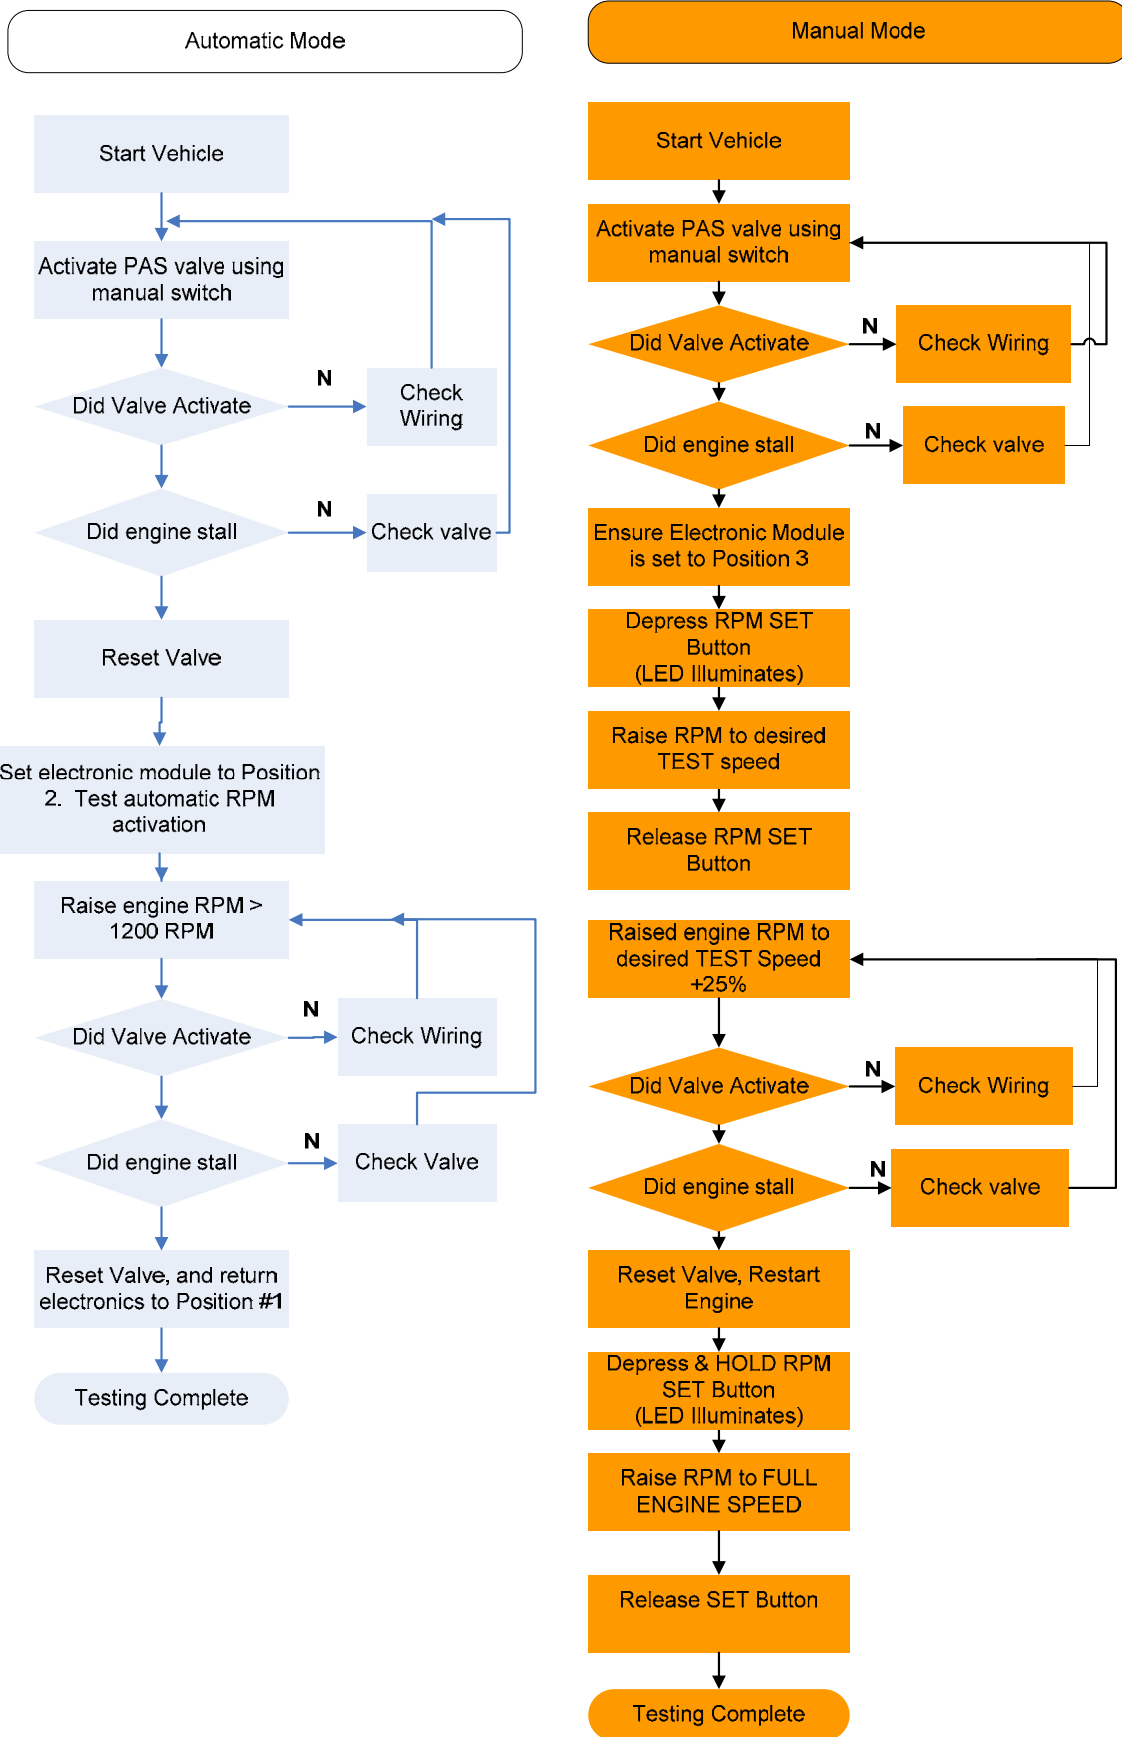 Automatic Mode
Start Vehicle
Activate PAS valve using
manual switch
Did Valve Activate
N
Check
Wiring
Did engine stall
N
Check valve
Reset Valve
Set electronic module to Position
2. Test automatic RPM
activation
Raise engine RPM >
1200 RPM
Did Valve Activate
N
Check Wiring
Did engine stall
N
Check Valve
Reset Valve, and return
electronics to Position #1
Testing Complete
Manual Mode
Start Vehicle
Activate PAS valve using
manual switch
Did Valve Activate
N
Check Wiring
Did engine stall
N
Check valve
Ensure Electronic Module
is set to Position 3
Depress RPM SET
Button
(LED Illuminates)
Raise RPM to desired
TEST speed
Release RPM SET
Button
Raised engine RPM to
desired TEST Speed
+25%
Did Valve Activate
N
Check Wiring
Did engine stall
N
Check valve
Reset Valve, Restart
Engine
Depress & HOLD RPM
SET Button
(LED Illuminates)
Raise RPM to FULL
ENGINE SPEED
Release SET Button
Testing Complete